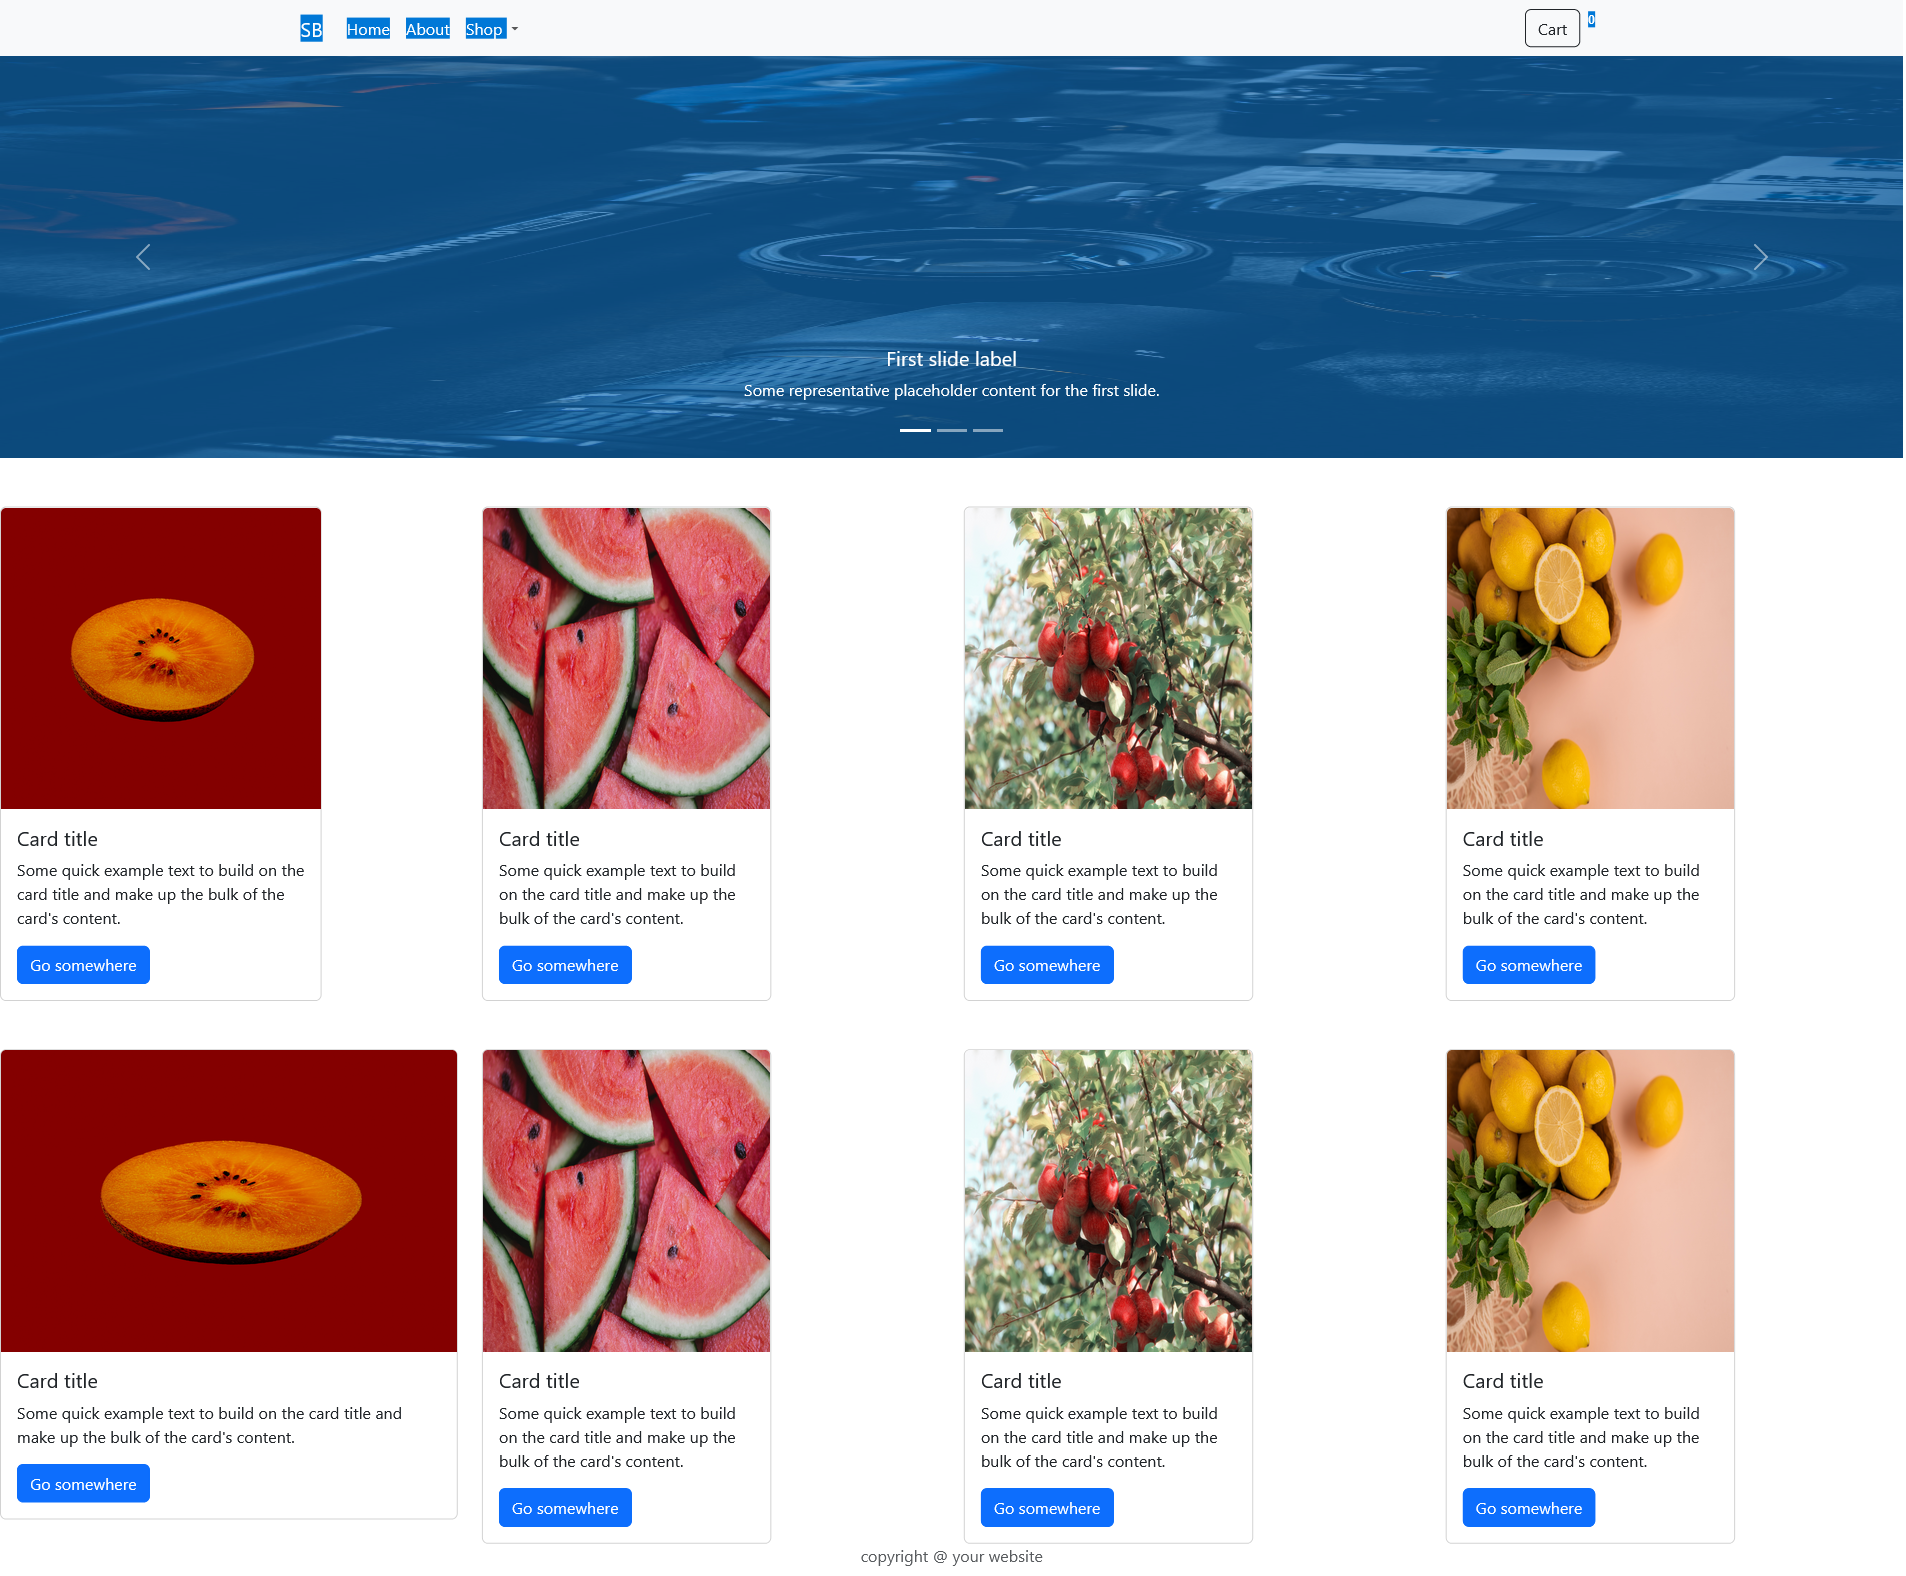 SB Home About Shop Cart 0
First slide label
Some representative placeholder content for the first slide.
Card title
Some quick example text to build on the
card title and make up the bulk of the
card's content.
Go somewhere
Card title
Some quick example text to build
on the card title and make up the
bulk of the card's content.
Go somewhere
Card title
Some quick example text to build
on the card title and make up the
bulk of the card's content.
Go somewhere
Card title
Some quick example text to build
on the card title and make up the
bulk of the card's content.
Go somewhere
Card title
Some quick example text to build on the card title and
make up the bulk of the card's content.
Go somewhere
Card title
Some quick example text to build
on the card title and make up the
bulk of the card's content.
Go somewhere
Card title
Some quick example text to build
on the card title and make up the
bulk of the card's content.
Go somewhere
Card title
Some quick example text to build
on the card title and make up the
bulk of the card's content.
Go somewhere
copyright @ your website